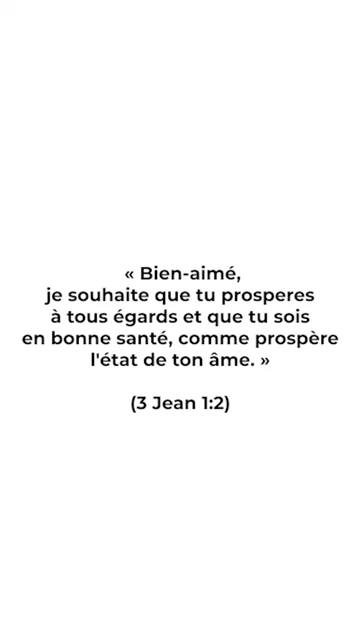 « Bien-aimé,
je souhaite que tu prosperes
à tous égards et que tu sois
en bonne santé, comme prospère
l'état de ton âme. »
(3 Jean 1:2)